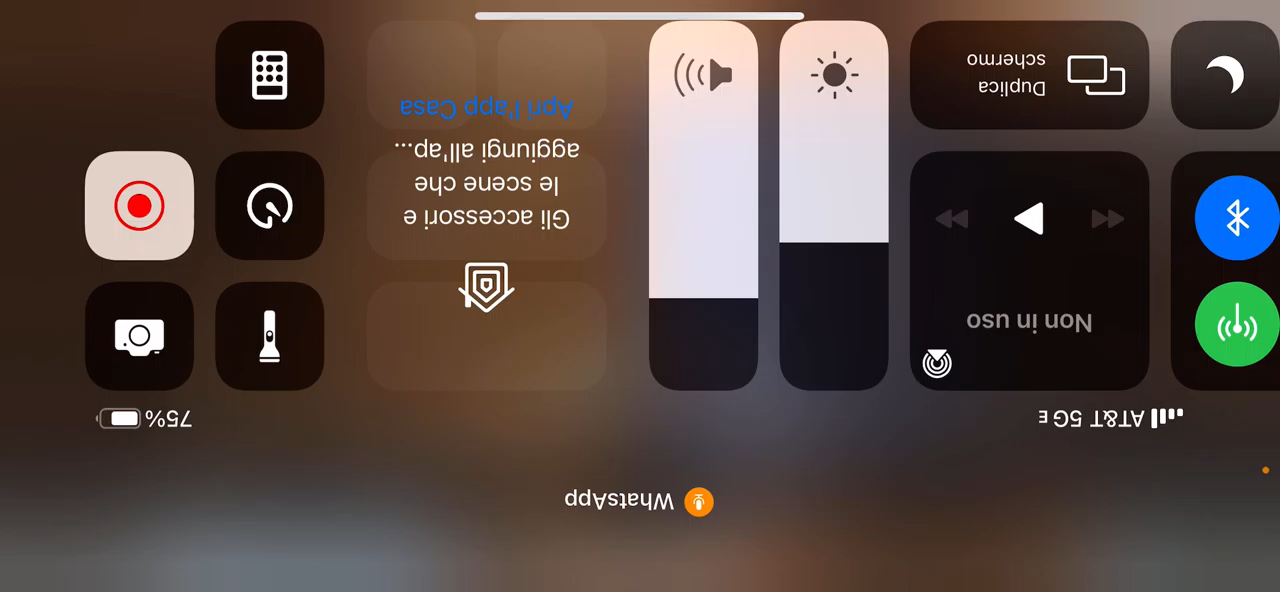 WhatsApp
AT&T 5G E
75%
Non in uso
Duplica
schermo
Gli accessori e
le scene che
aggiungi all'ap...
Apri l'app Casa